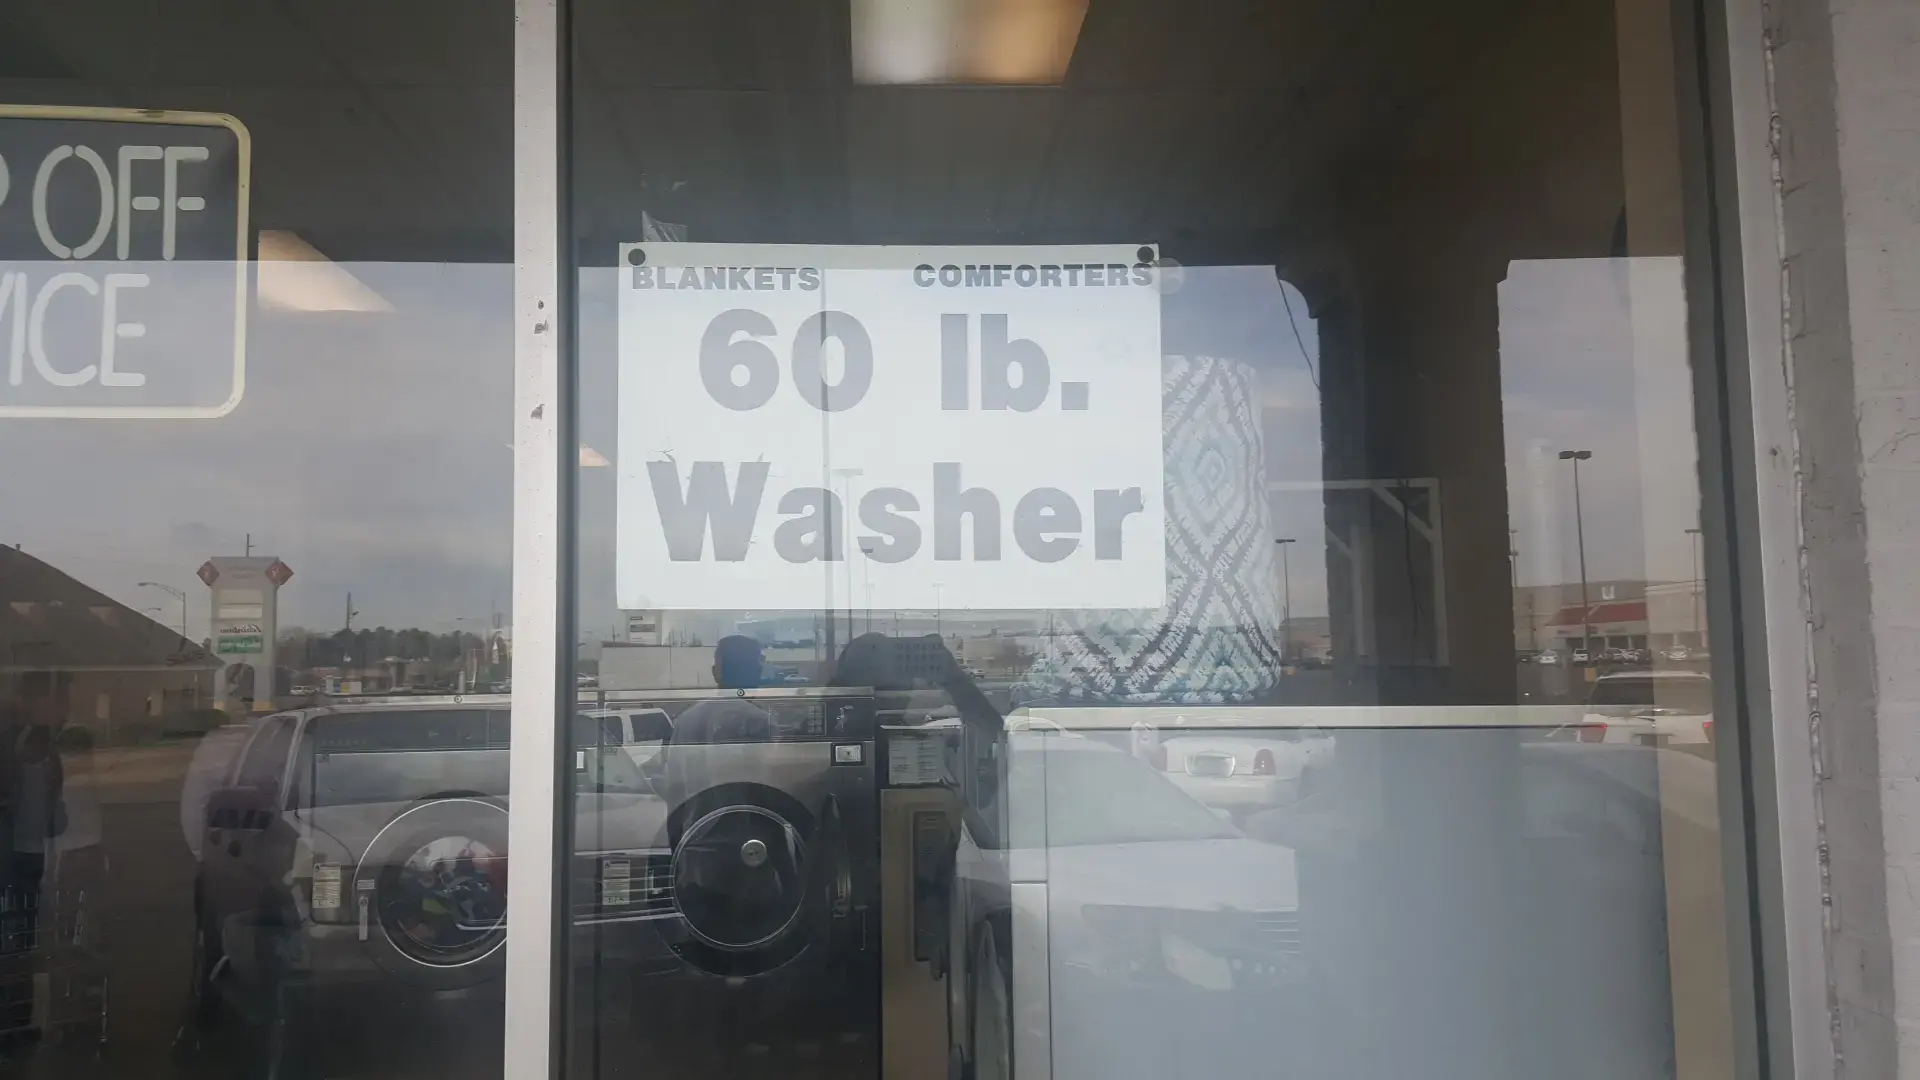 OFF
VICE
BLANKETS COMFORTERS
60 lb.
Washer